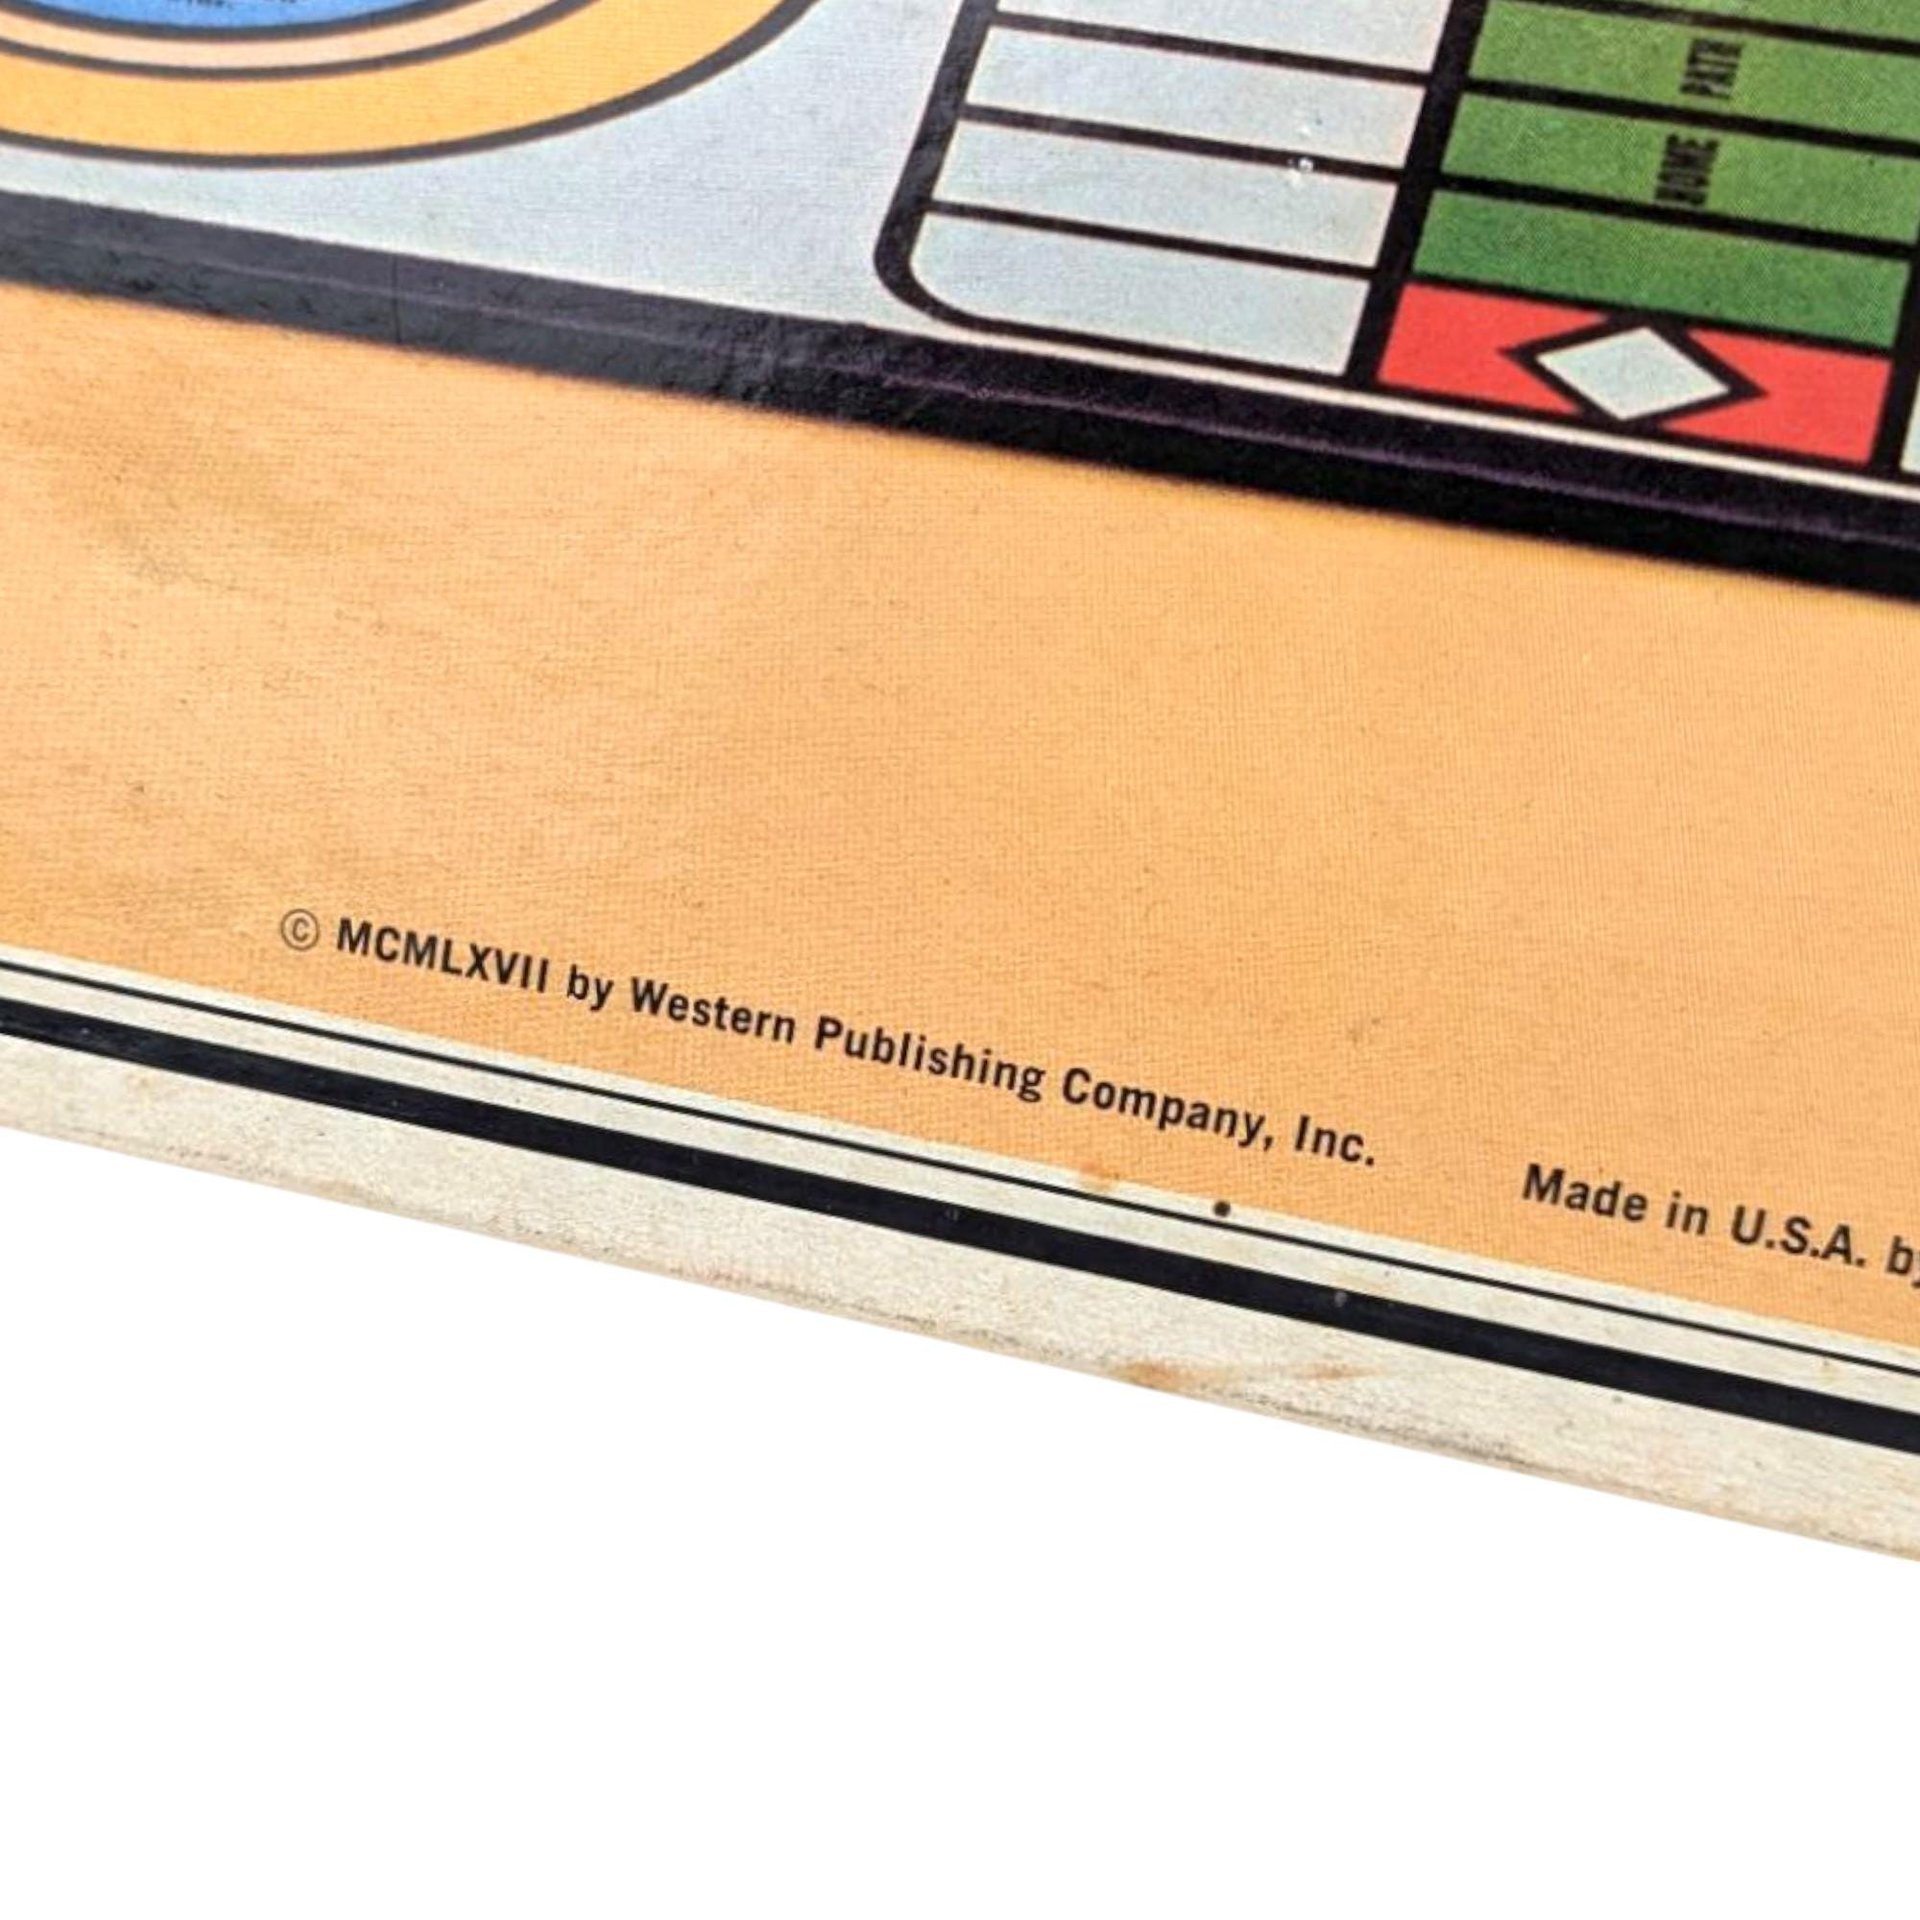 HOME PATH
© MCMLXVII by Western Publishing Company, Inc. Made in U.S.A.